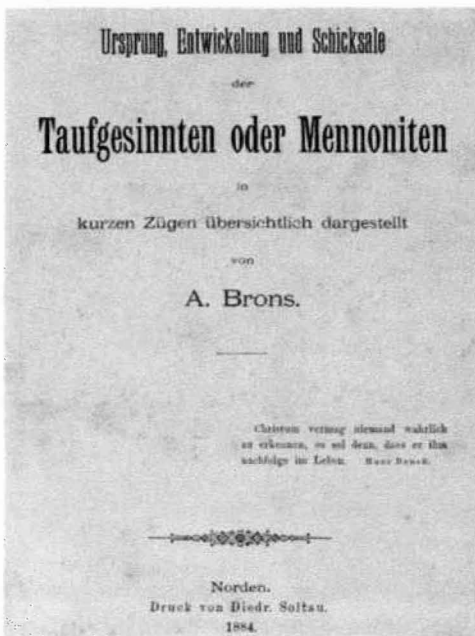 Ursprung, Entwickelung und Schicksale
der
Taufgesinnten oder Mennoniten
in
kurzen Zügen übersichtlich dargestellt
von
A. Brons.
Christum vermag niemand wahrlich
zu erkennen, es sei denn, dass er ihm
nachfolge im Leben. Hans Denck.
Norden.
Druck von Diedr. Soltau.
1884.